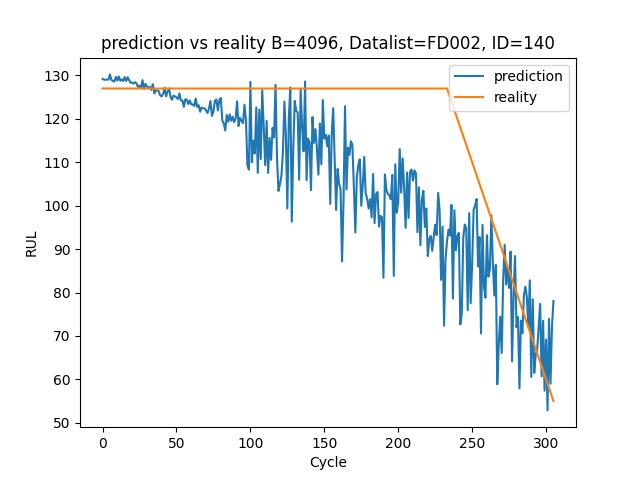 prediction vs reality B=4096, Datalist=FD002, ID=140
prediction
reality
RUL
130
120
110
100
90
80
70
60
50
0 50 100 150 200 250 300
Cycle